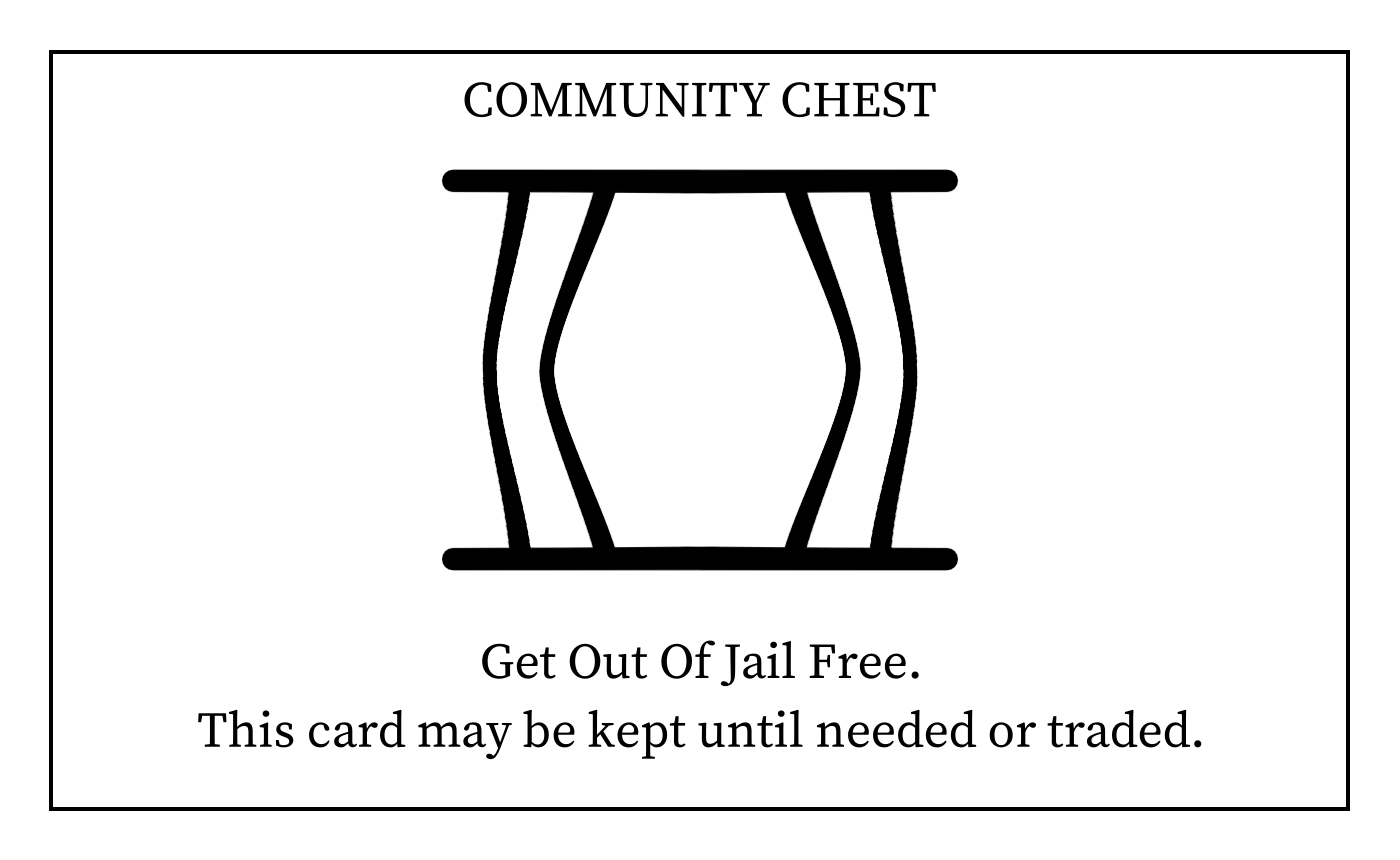 COMMUNITY CHEST
Get Out Of Jail Free.
This card may be kept until needed or traded.